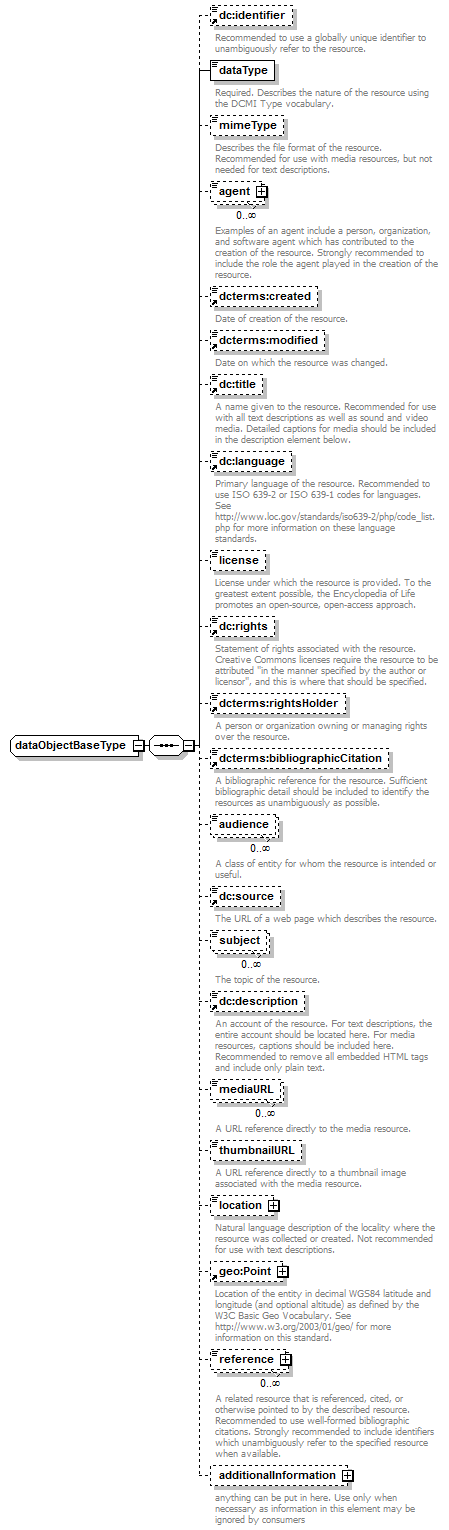 dc:identifier
Recommended to use a globally unique identifier to
unambiguously refer to the resource.
dataType
Required. Describes the nature of the resource using
the DCMI Type vocabulary.
mimeType
Describes the file format of the resource.
Recommended for use with media resources, but not
needed for text descriptions.
agent
0..∞
Examples of an agent include a person, organization,
and software agent which has contributed to the
creation of the resource. Strongly recommended to
include the role the agent played in the creation of the
resource.
dcterms:created
Date of creation of the resource.
dcterms:modified
Date on which the resource was changed.
dc:title
A name given to the resource. Recommended for use
with all text descriptions as well as sound and video
media. Detailed captions for media should be included
in the description element below.
dc:language
Primary language of the resource. Recommended to
use ISO 639-2 or ISO 639-1 codes for languages.
See
http://www.loc.gov/standards/iso639-2/php/code_list.
php for more information on these language
standards.
license
License under which the resource is provided. To the
greatest extent possible, the Encyclopedia of Life
promotes an open-source, open-access approach.
dc:rights
Statement of rights associated with the resource.
Creative Commons licenses require the resource to be
attributed "in the manner specified by the author or
licensor", and this is where that should be specified.
dcterms:rightsHolder
A person or organization owning or managing rights
over the resource.
dataObjectBaseType
dcterms:bibliographicCitation
A bibliographic reference for the resource. Sufficient
bibliographic detail should be included to identify the
resources as unambiguously as possible.
audience
0..∞
A class of entity for whom the resource is intended or
useful.
dc:source
The URL of a web page which describes the resource.
subject
0..∞
The topic of the resource.
dc:description
An account of the resource. For text descriptions, the
entire account should be located here. For media
resources, captions should be included here.
Recommended to remove all embedded HTML tags
and include only plain text.
mediaURL
0..∞
A URL reference directly to the media resource.
thumbnailURL
A URL reference directly to a thumbnail image
associated with the media resource.
location
Natural language description of the locality where the
resource was collected or created. Not recommended
for use with text descriptions.
geo:Point
Location of the entity in decimal WGS84 latitude and
longitude (and optional altitude) as defined by the
W3C Basic Geo Vocabulary. See
http://www.w3.org/2003/01/geo/ for more
information on this standard.
reference
0..∞
A related resource that is referenced, cited, or
otherwise pointed to by the described resource.
Recommended to use well-formed bibliographic
citations. Strongly recommended to include identifiers
which unambiguously refer to the specified resource
when available.
additionalInformation
anything can be put in here. Use only when
necessary as information in this element may be
ignored by consumers